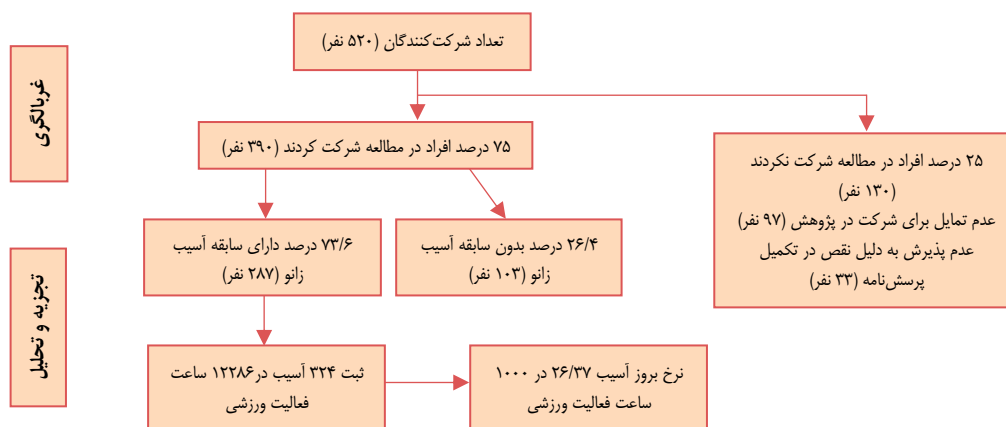 تعداد شرکت‌کنندگان (۵۲۰ نفر)
غربالگری
۷۵ درصد افراد در مطالعه شرکت کردند (۳۹۰ نفر)
۲۵ درصد افراد در مطالعه شرکت نکردند
(۱۳۰ نفر)
عدم تمایل برای شرکت در پژوهش (۹۷ نفر)
عدم پذیرش به دلیل نقص در تکمیل
پرسش‌نامه (۳۳ نفر)
۲۶/۴ درصد بدون سابقه آسیب
زانو (۱۰۳ نفر)
۷۳/۶ درصد دارای سابقه آسیب
زانو (۲۸۷ نفر)
تجزیه و تحلیل
ثبت ۳۲۴ آسیب در۱۲۲۸۶ ساعت
فعالیت ورزشی
نرخ بروز آسیب ۲۶/۳۷ در ۱۰۰۰
ساعت فعالیت ورزشی